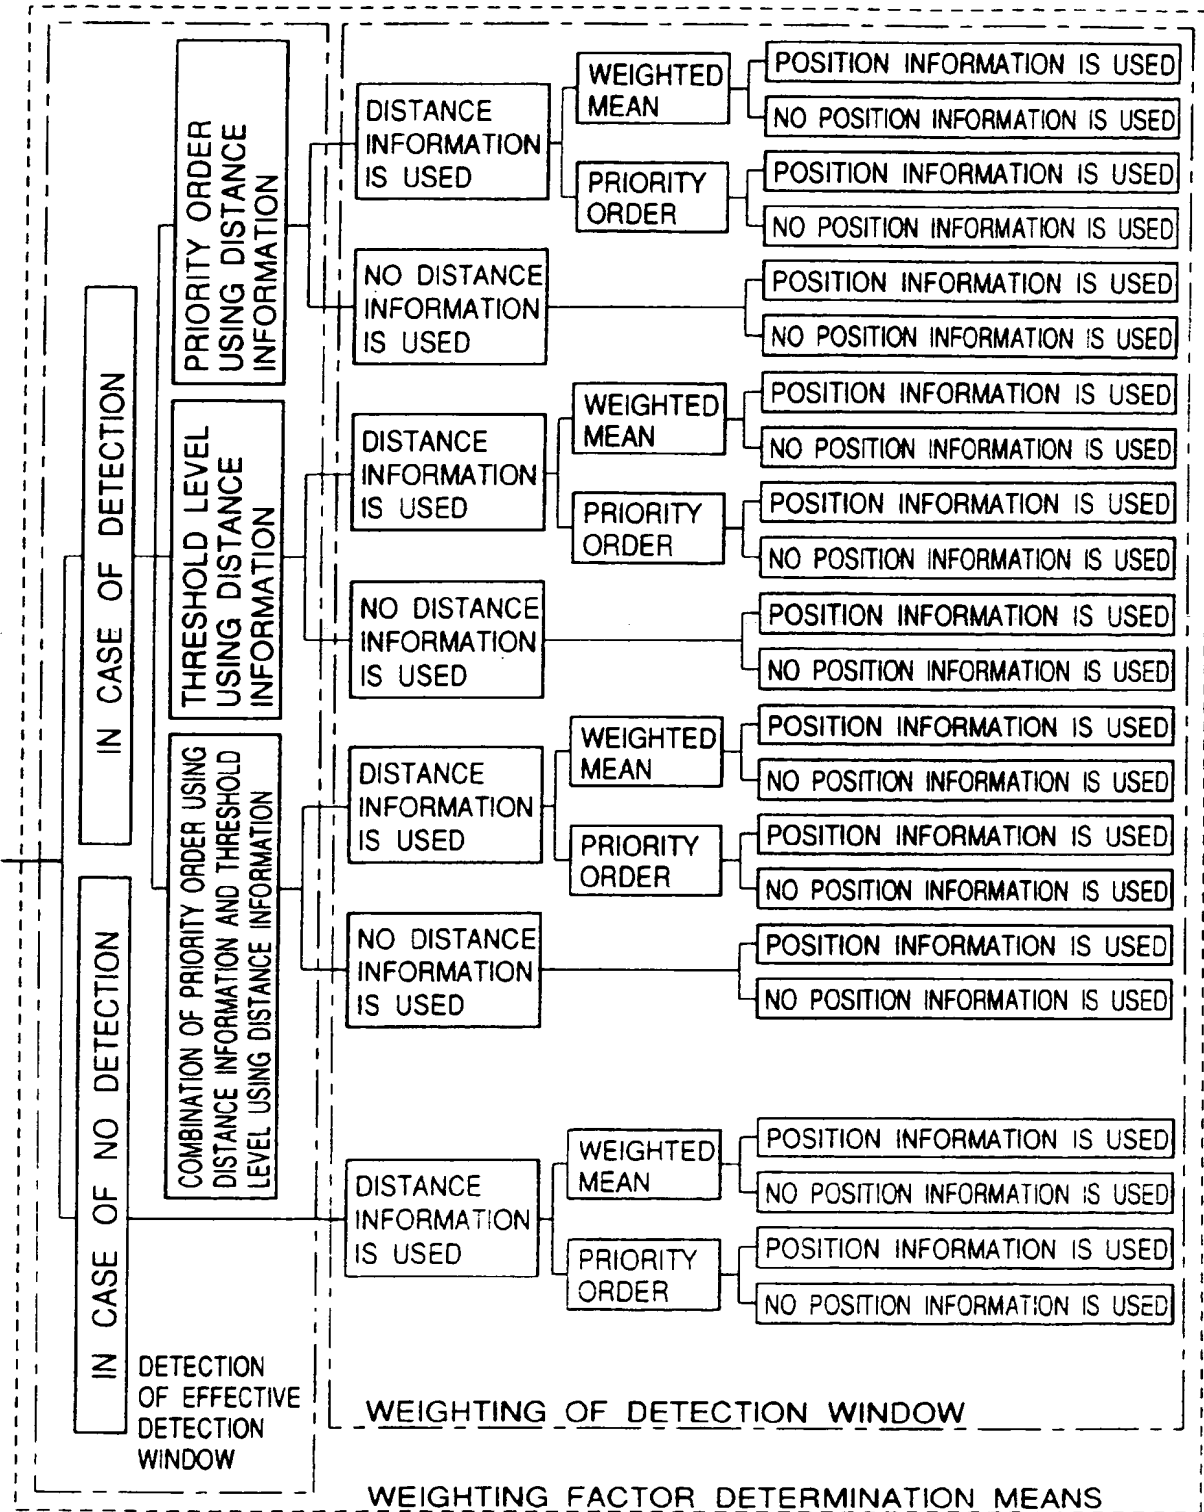 IN CASE OF DETECTION
PRIORITY ORDER
USING DISTANCE
INFORMATION
DISTANCE
INFORMATION
IS USED
WEIGHTED
MEAN
POSITION INFORMATION IS USED
NO POSITION INFORMATION IS USED
PRIORITY
ORDER
POSITION INFORMATION IS USED
NO POSITION INFORMATION IS USED
NO DISTANCE
INFORMATION
IS USED
POSITION INFORMATION IS USED
NO POSITION INFORMATION IS USED
THRESHOLD LEVEL
USING DISTANCE
INFORMATION
DISTANCE
INFORMATION
IS USED
WEIGHTED
MEAN
POSITION INFORMATION IS USED
NO POSITION INFORMATION IS USED
PRIORITY
ORDER
POSITION INFORMATION IS USED
NO POSITION INFORMATION IS USED
NO DISTANCE
INFORMATION
IS USED
POSITION INFORMATION IS USED
NO POSITION INFORMATION IS USED
COMBINATION OF PRIORITY ORDER USING
DISTANCE INFORMATION AND THRESHOLD
LEVEL USING DISTANCE INFORMATION
DISTANCE
INFORMATION
IS USED
WEIGHTED
MEAN
POSITION INFORMATION IS USED
NO POSITION INFORMATION IS USED
PRIORITY
ORDER
POSITION INFORMATION IS USED
NO POSITION INFORMATION IS USED
NO DISTANCE
INFORMATION
IS USED
POSITION INFORMATION IS USED
NO POSITION INFORMATION IS USED
IN CASE OF NO DETECTION
DISTANCE
INFORMATION
IS USED
WEIGHTED
MEAN
POSITION INFORMATION IS USED
NO POSITION INFORMATION IS USED
PRIORITY
ORDER
POSITION INFORMATION IS USED
NO POSITION INFORMATION IS USED
DETECTION
OF EFFECTIVE
DETECTION
WINDOW
WEIGHTING OF DETECTION WINDOW
WEIGHTING FACTOR DETERMINATION MEANS